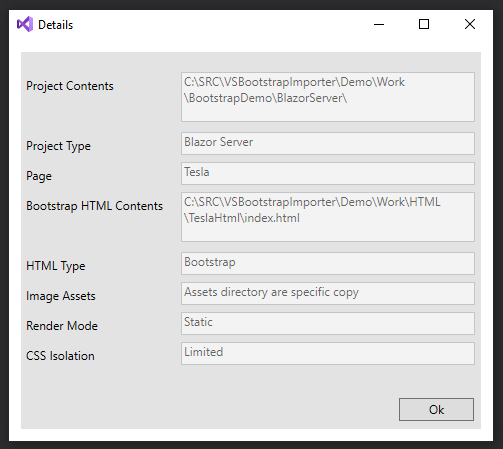 Details
Project Contents
C:\SRC\VSBootstrapImporter\Demo\Work
\BootstrapDemo\BlazorServer\
Project Type
Blazor Server
Page
Tesla
Bootstrap HTML Contents
C:\SRC\VSBootstrapImporter\Demo\Work\HTML
\TeslaHtml\index.html
HTML Type
Bootstrap
Image Assets
Assets directory are specific copy
Render Mode
Static
CSS Isolation
Limited
Ok